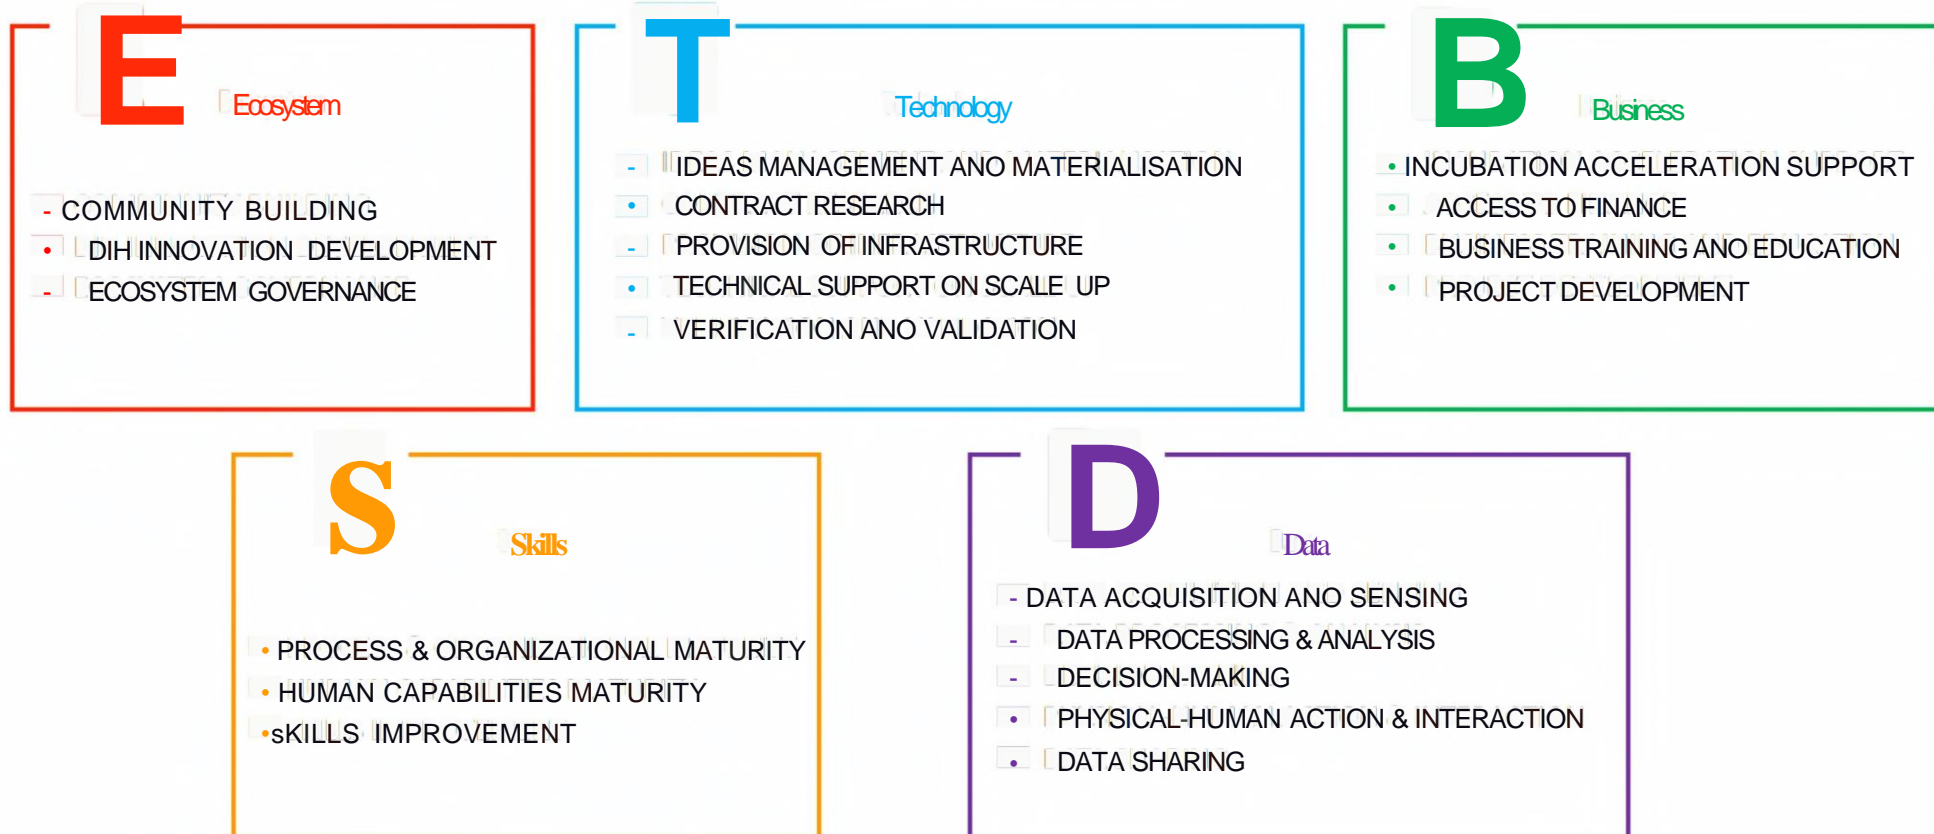 E
Ecosystem
- COMMUNITY BUILDING
• DIH INNOVATION DEVELOPMENT
- ECOSYSTEM GOVERNANCE
T
Technology
- IDEAS MANAGEMENT ANO MATERIALISATION
• CONTRACT RESEARCH
- PROVISION OF INFRASTRUCTURE
• TECHNICAL SUPPORT ON SCALE UP
- VERIFICATION ANO VALIDATION
B
Business
• INCUBATION ACCELERATION SUPPORT
• ACCESS TO FINANCE
• BUSINESS TRAINING ANO EDUCATION
• PROJECT DEVELOPMENT
S
Skills
• PROCESS & ORGANIZATIONAL MATURITY
• HUMAN CAPABILITIES MATURITY
•sKILLS IMPROVEMENT
D
Data
- DATA ACQUISITION ANO SENSING
- DATA PROCESSING & ANALYSIS
- DECISION-MAKING
• PHYSICAL-HUMAN ACTION & INTERACTION
• DATA SHARING